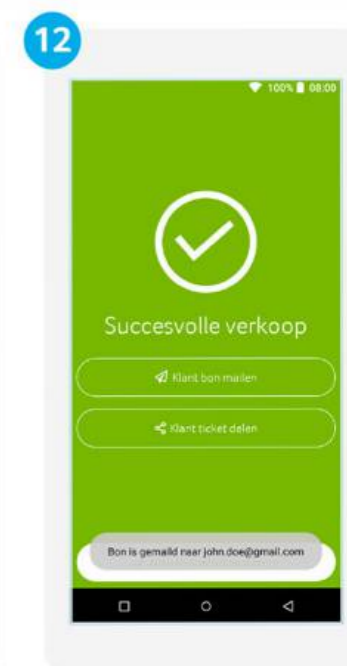 12
100% 08:00
Succesvolle verkoop
Klant bon mailen
Klant ticket delen
Bon is gemaild naar john.doe@gmail.com